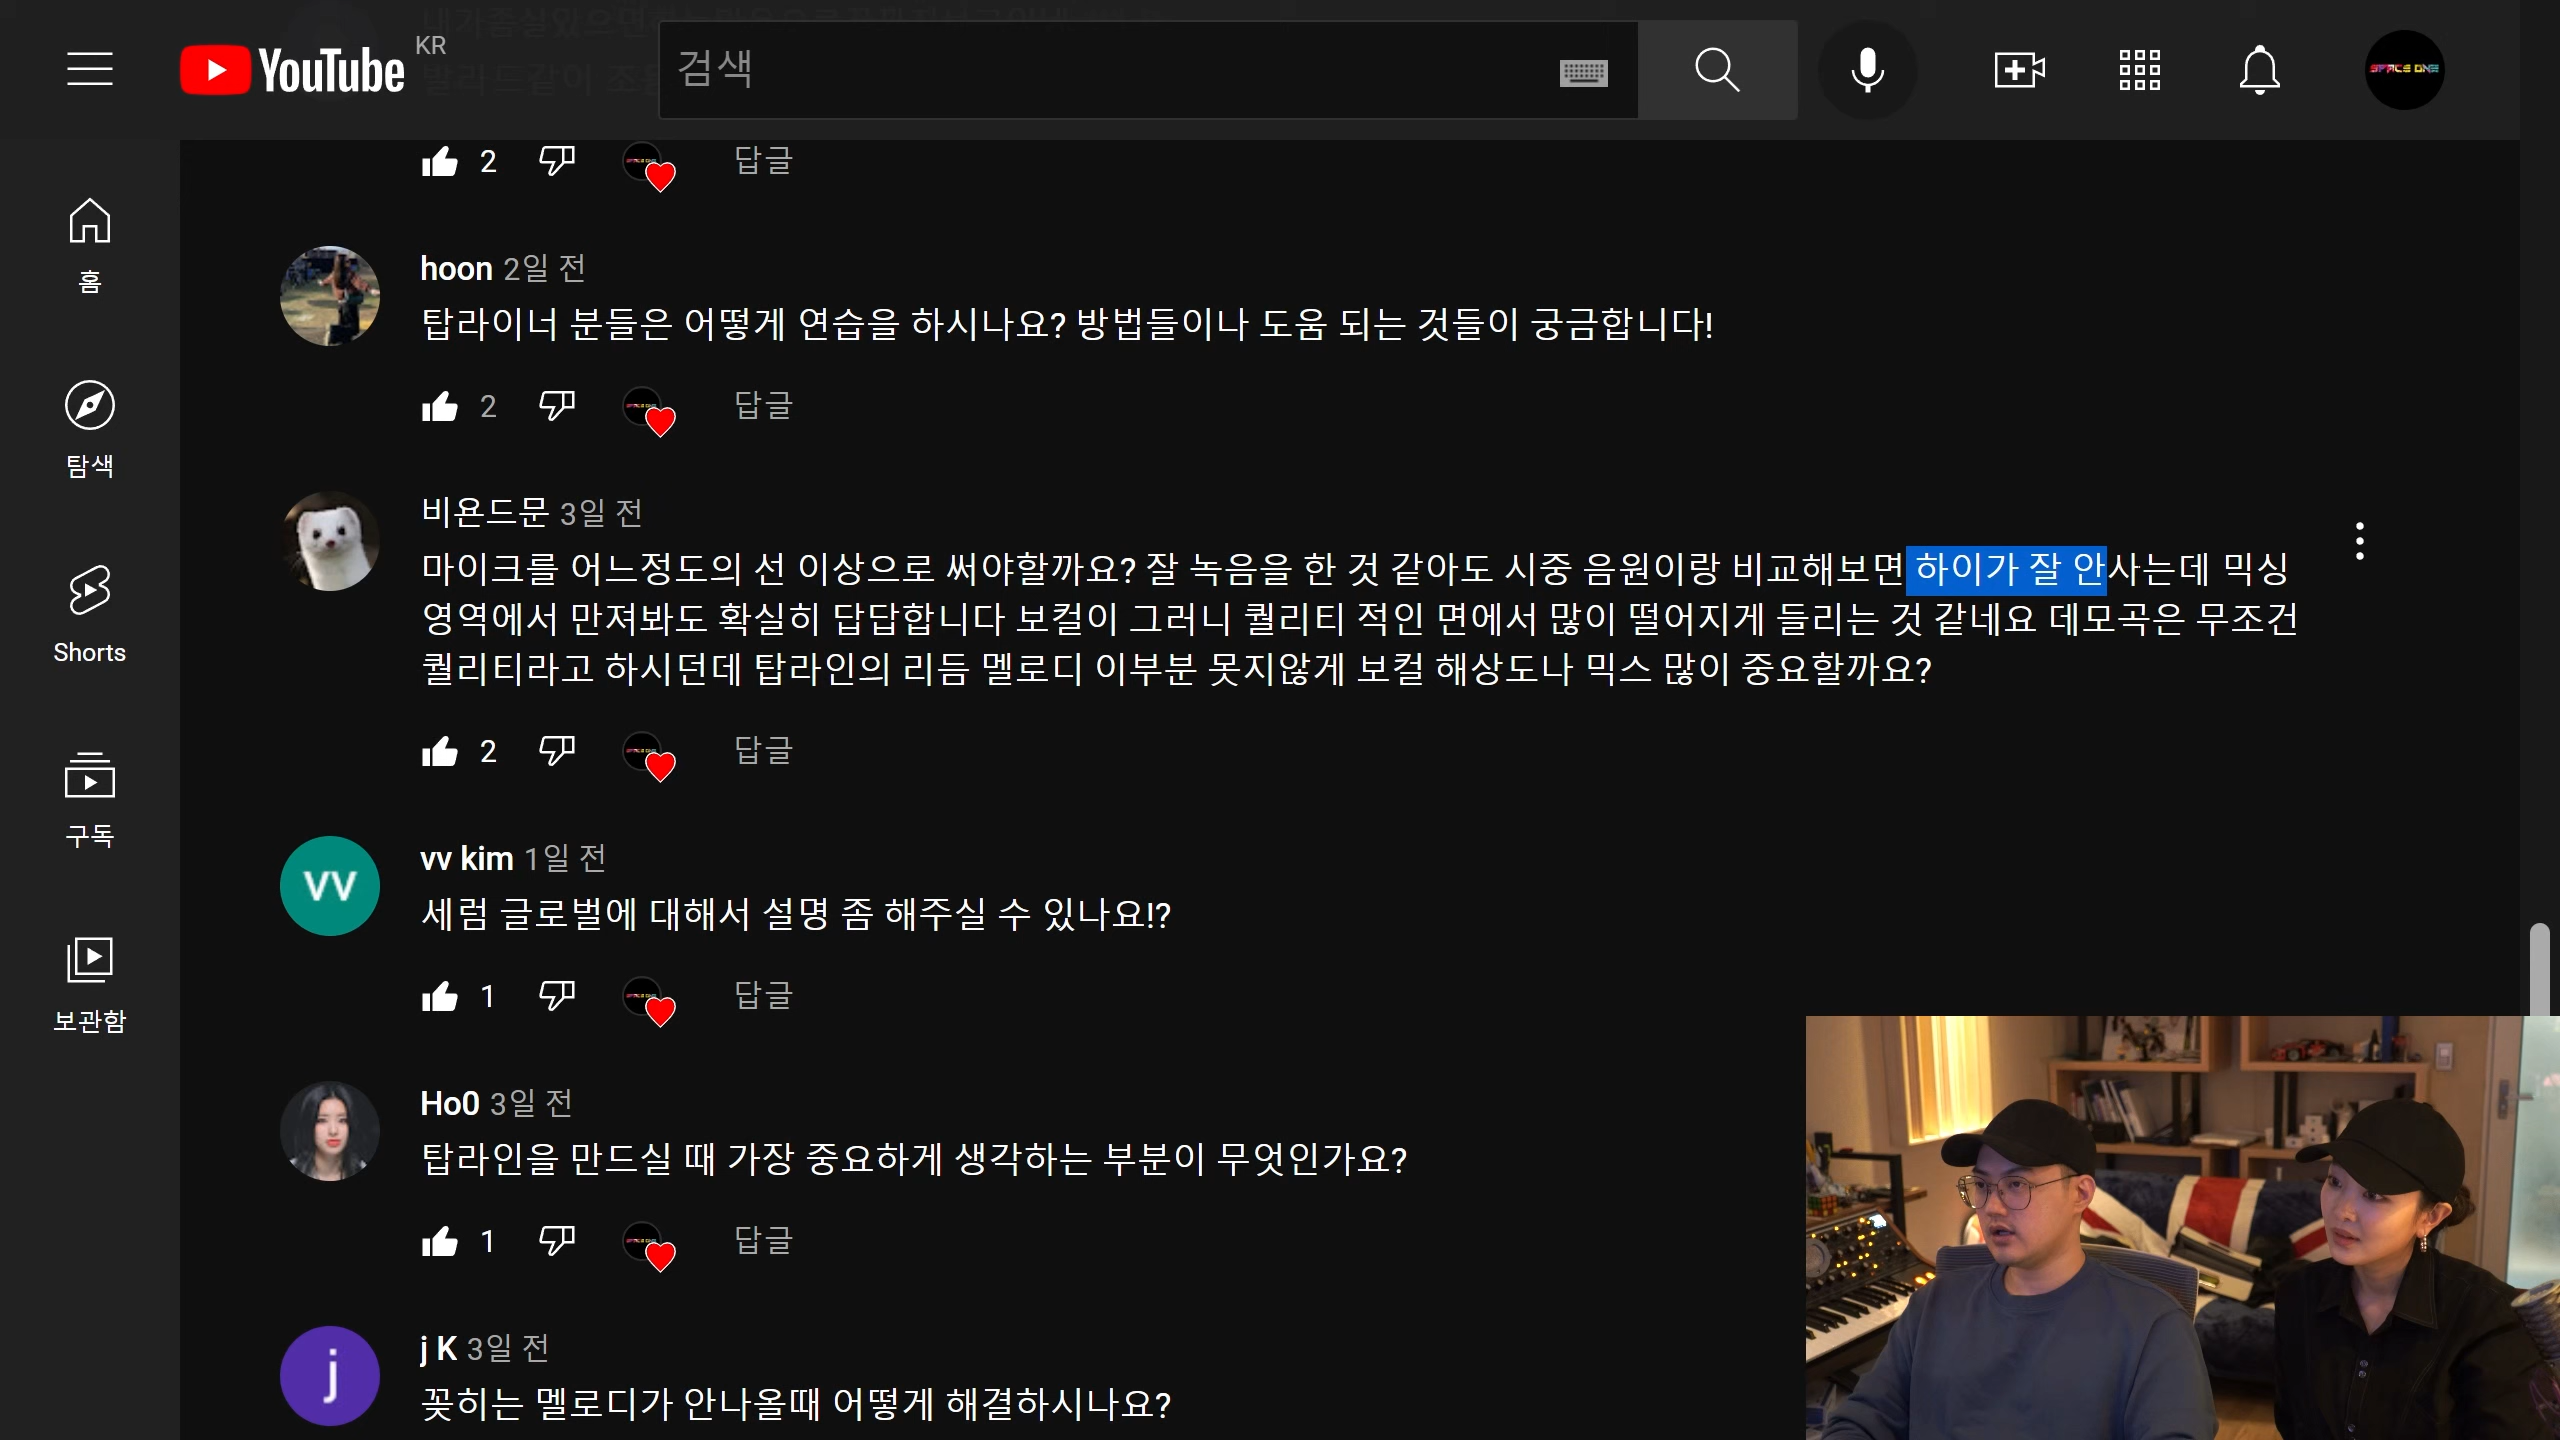 KR
YouTube
검색
2
답글
홈
탐색
Shorts
구독
보관함
hoon 2일 전
탑라이너 분들은 어떻게 연습을 하시나요? 방법들이나 도움 되는 것들이 궁금합니다!
2
답글
비욘드문 3일 전
마이크를 어느정도의 선 이상으로 써야할까요? 잘 녹음을 한 것 같아도 시중 음원이랑 비교해보면 하이가 잘 안사는데 믹싱
영역에서 만져봐도 확실히 답답합니다 보컬이 그러니 퀄리티 적인 면에서 많이 떨어지게 들리는 것 같네요 데모곡은 무조건
퀄리티라고 하시던데 탑라인의 리듬 멜로디 이부분 못지않게 보컬 해상도나 믹스 많이 중요할까요?
2
답글
vv
vv kim 1일 전
세럼 글로벌에 대해서 설명 좀 해주실 수 있나요!?
1
답글
Ho0 3일 전
탑라인을 만드실 때 가장 중요하게 생각하는 부분이 무엇인가요?
1
답글
j
j K 3일 전
꽂히는 멜로디가 안나올때 어떻게 해결하시나요?
SPACE ONE